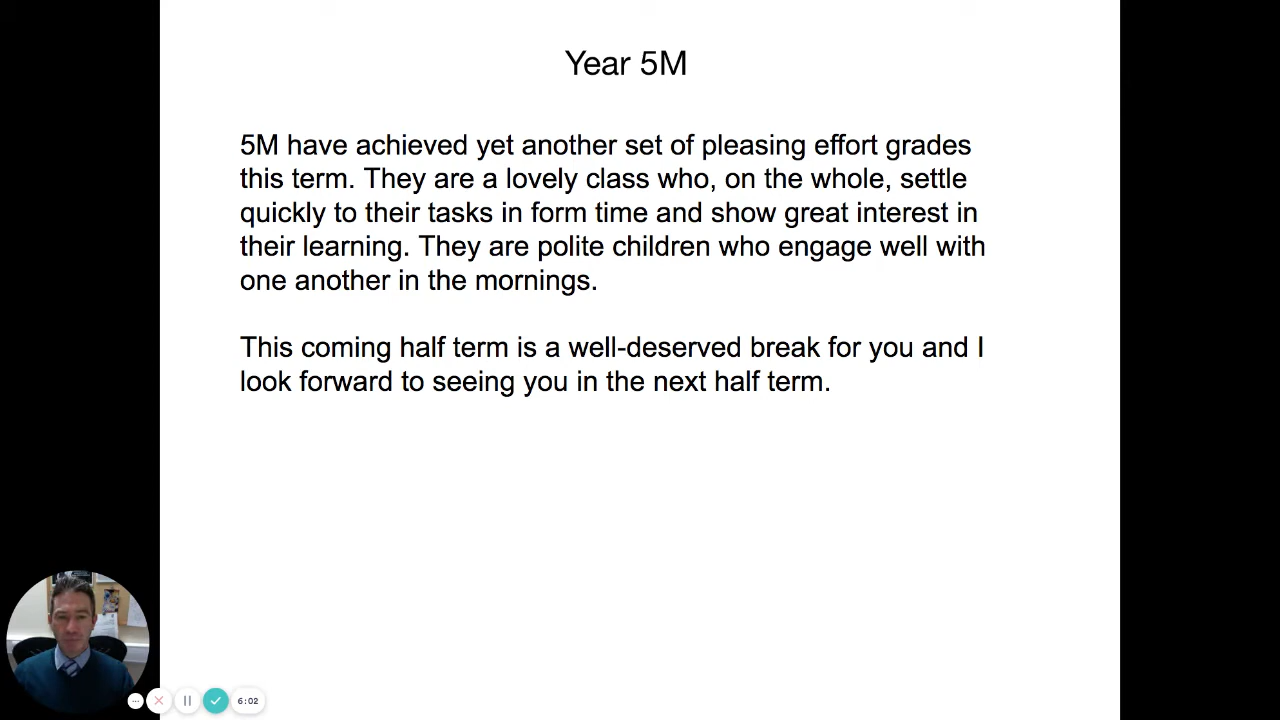 Year 5M
5M have achieved yet another set of pleasing effort grades
this term. They are a lovely class who, on the whole, settle
quickly to their tasks in form time and show great interest in
their learning. They are polite children who engage well with
one another in the mornings.
This coming half term is a well-deserved break for you and I
look forward to seeing you in the next half term.
6:02